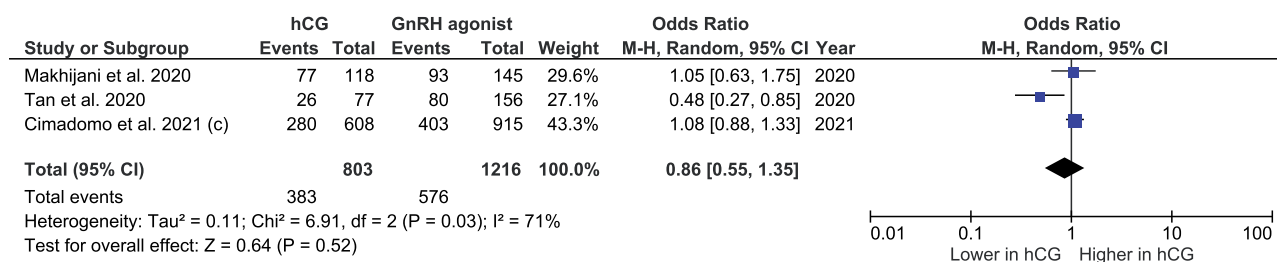 hCG GnRH agonist Odds Ratio Odds Ratio
Study or Subgroup Events Total Events Total Weight M-H, Random, 95% CI Year M-H, Random, 95% CI
Makhijani et al. 2020 77 118 93 145 29.6% 1.05 [0.63, 1.75] 2020
Tan et al. 2020 26 77 80 156 27.1% 0.48 [0.27, 0.85] 2020
Cimadomo et al. 2021 (c) 280 608 403 915 43.3% 1.08 [0.88, 1.33] 2021
Total (95% CI) 803 1216 100.0% 0.86 [0.55, 1.35]
Total events 383 576
Heterogeneity: Tau² = 0.11; Chi² = 6.91, df = 2 (P = 0.03); I² = 71%
Test for overall effect: Z = 0.64 (P = 0.52)
0.01 0.1 1 10 100
Lower in hCG Higher in hCG